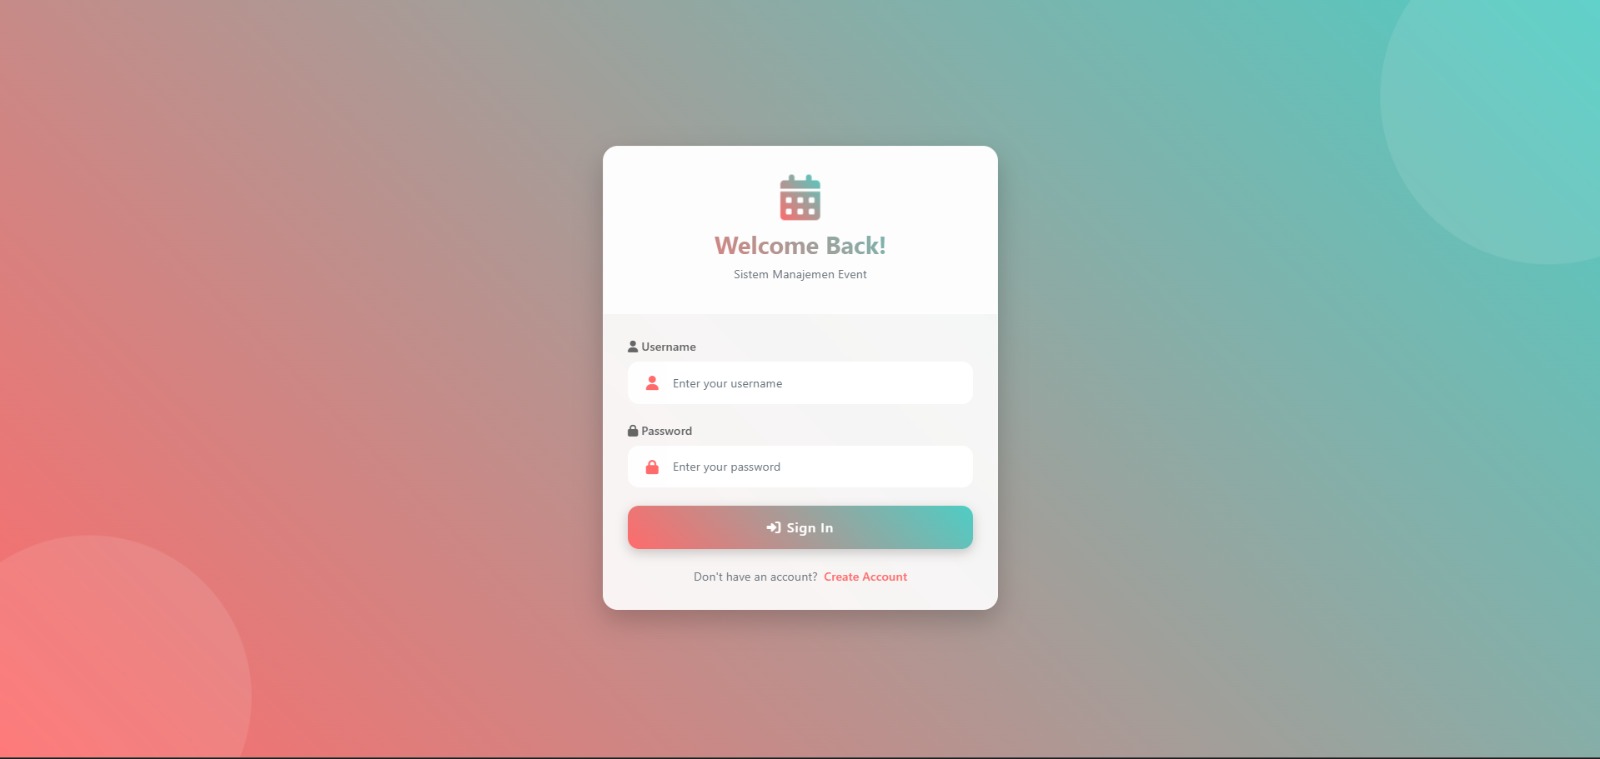 Welcome Back!
Sistem Manajemen Event
Username
Enter your username
Password
Enter your password
Sign In
Don't have an account? Create Account